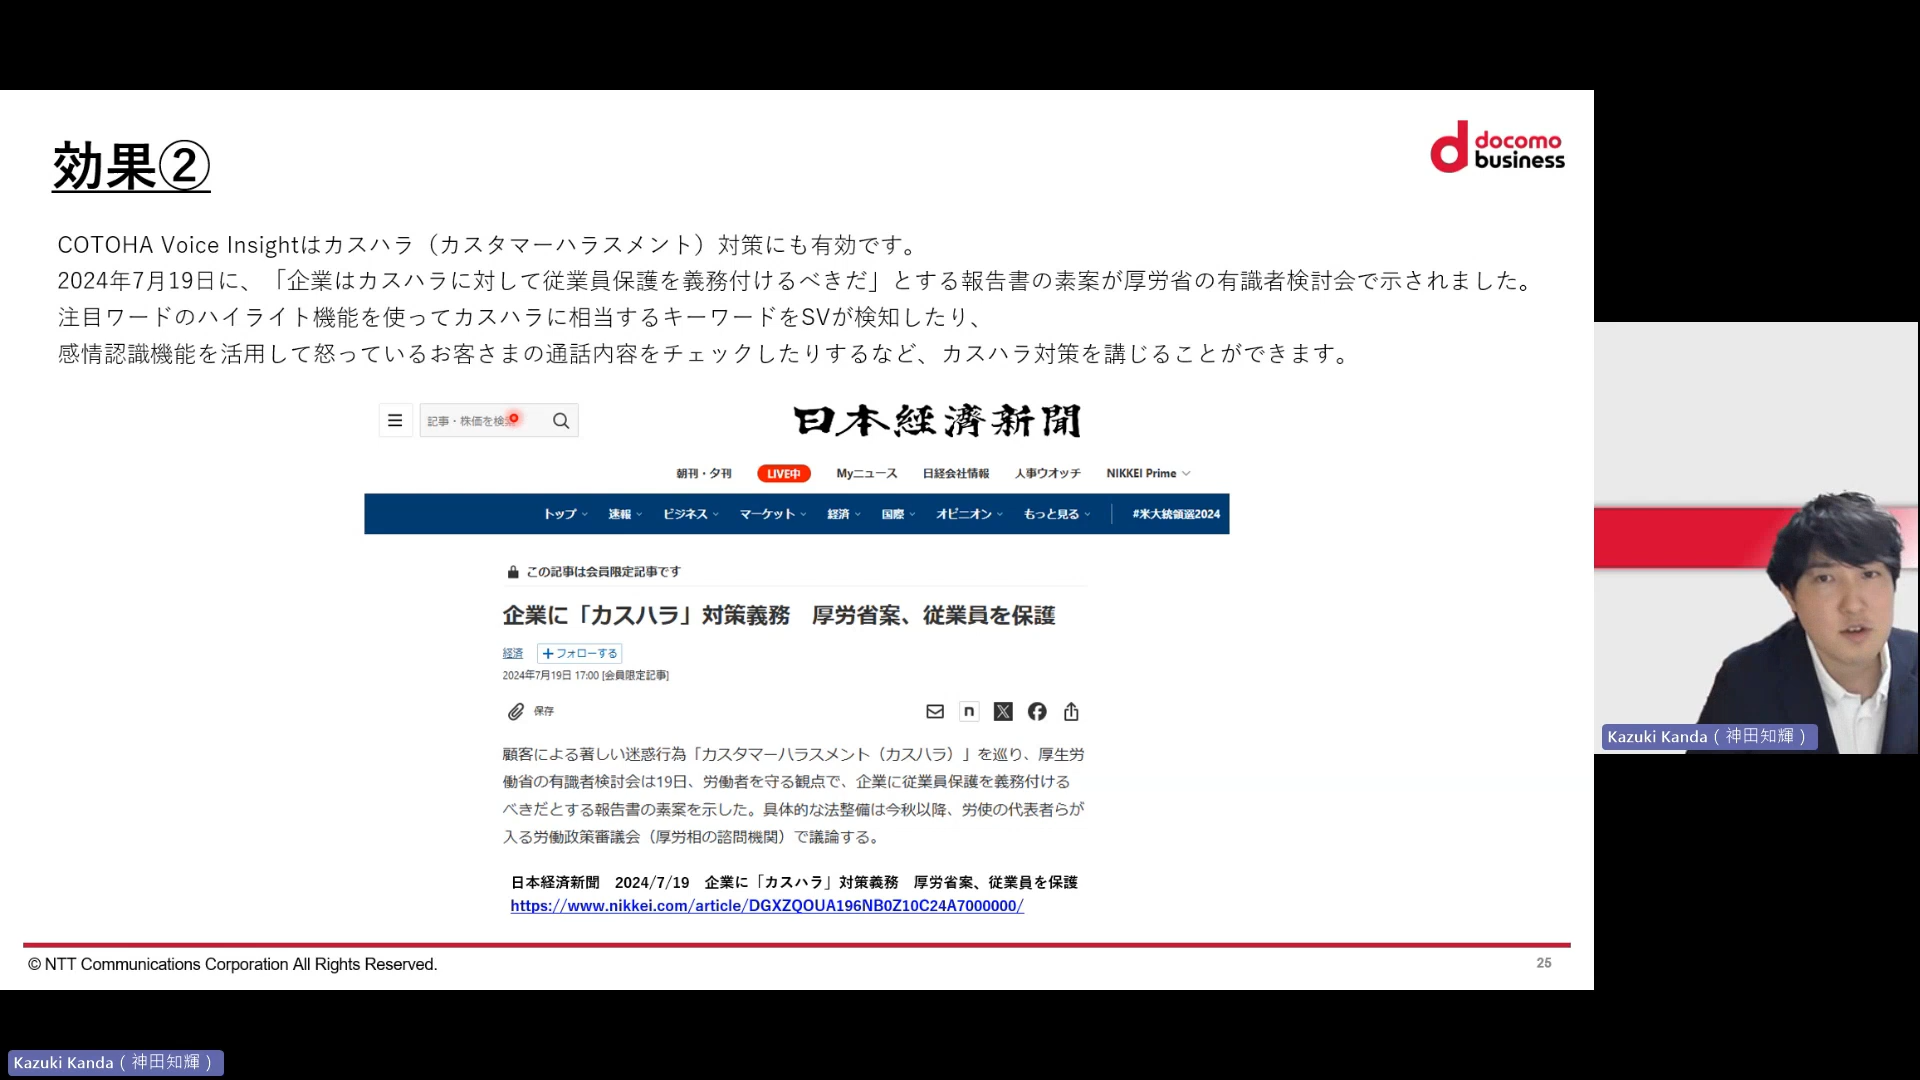 効果②
docomo
business
COTOHA Voice Insightはカスハラ（カスタマーハラスメント）対策にも有効です。
2024年7月19日に、「企業はカスハラに対して従業員保護を義務付けるべきだ」とする報告書の素案が厚労省の有識者検討会で示されました。
注目ワードのハイライト機能を使ってカスハラに相当するキーワードをSVが検知したり、
感情認識機能を活用して怒っているお客さまの通話内容をチェックしたりするなど、カスハラ対策を講じることができます。
記事・株価を検索
日本経済新聞
朝刊・夕刊 LIVE中 Myニュース 日経会社情報 人事ウオッチ NIKKEI Prime
トップ 速報 ビジネス マーケット 経済 国際 オピニオン もっと見る #米大統領選2024
この記事は会員限定記事です
企業に「カスハラ」対策義務　厚労省案、従業員を保護
経済 ＋フォローする
2024年7月19日 17:00 [会員限定記事]
保存
顧客による著しい迷惑行為「カスタマーハラスメント（カスハラ）」を巡り、厚生労
働省の有識者検討会は19日、労働者を守る観点で、企業に従業員保護を義務付ける
べきだとする報告書の素案を示した。具体的な法整備は今秋以降、労使の代表者らが
入る労働政策審議会（厚労相の諮問機関）で議論する。
日本経済新聞　2024/7/19　企業に「カスハラ」対策義務　厚労省案、従業員を保護
https://www.nikkei.com/article/DGXZQOUA196NB0Z10C24A7000000/
© NTT Communications Corporation All Rights Reserved.
25
Kazuki Kanda（神田知輝）
Kazuki Kanda（神田知輝）